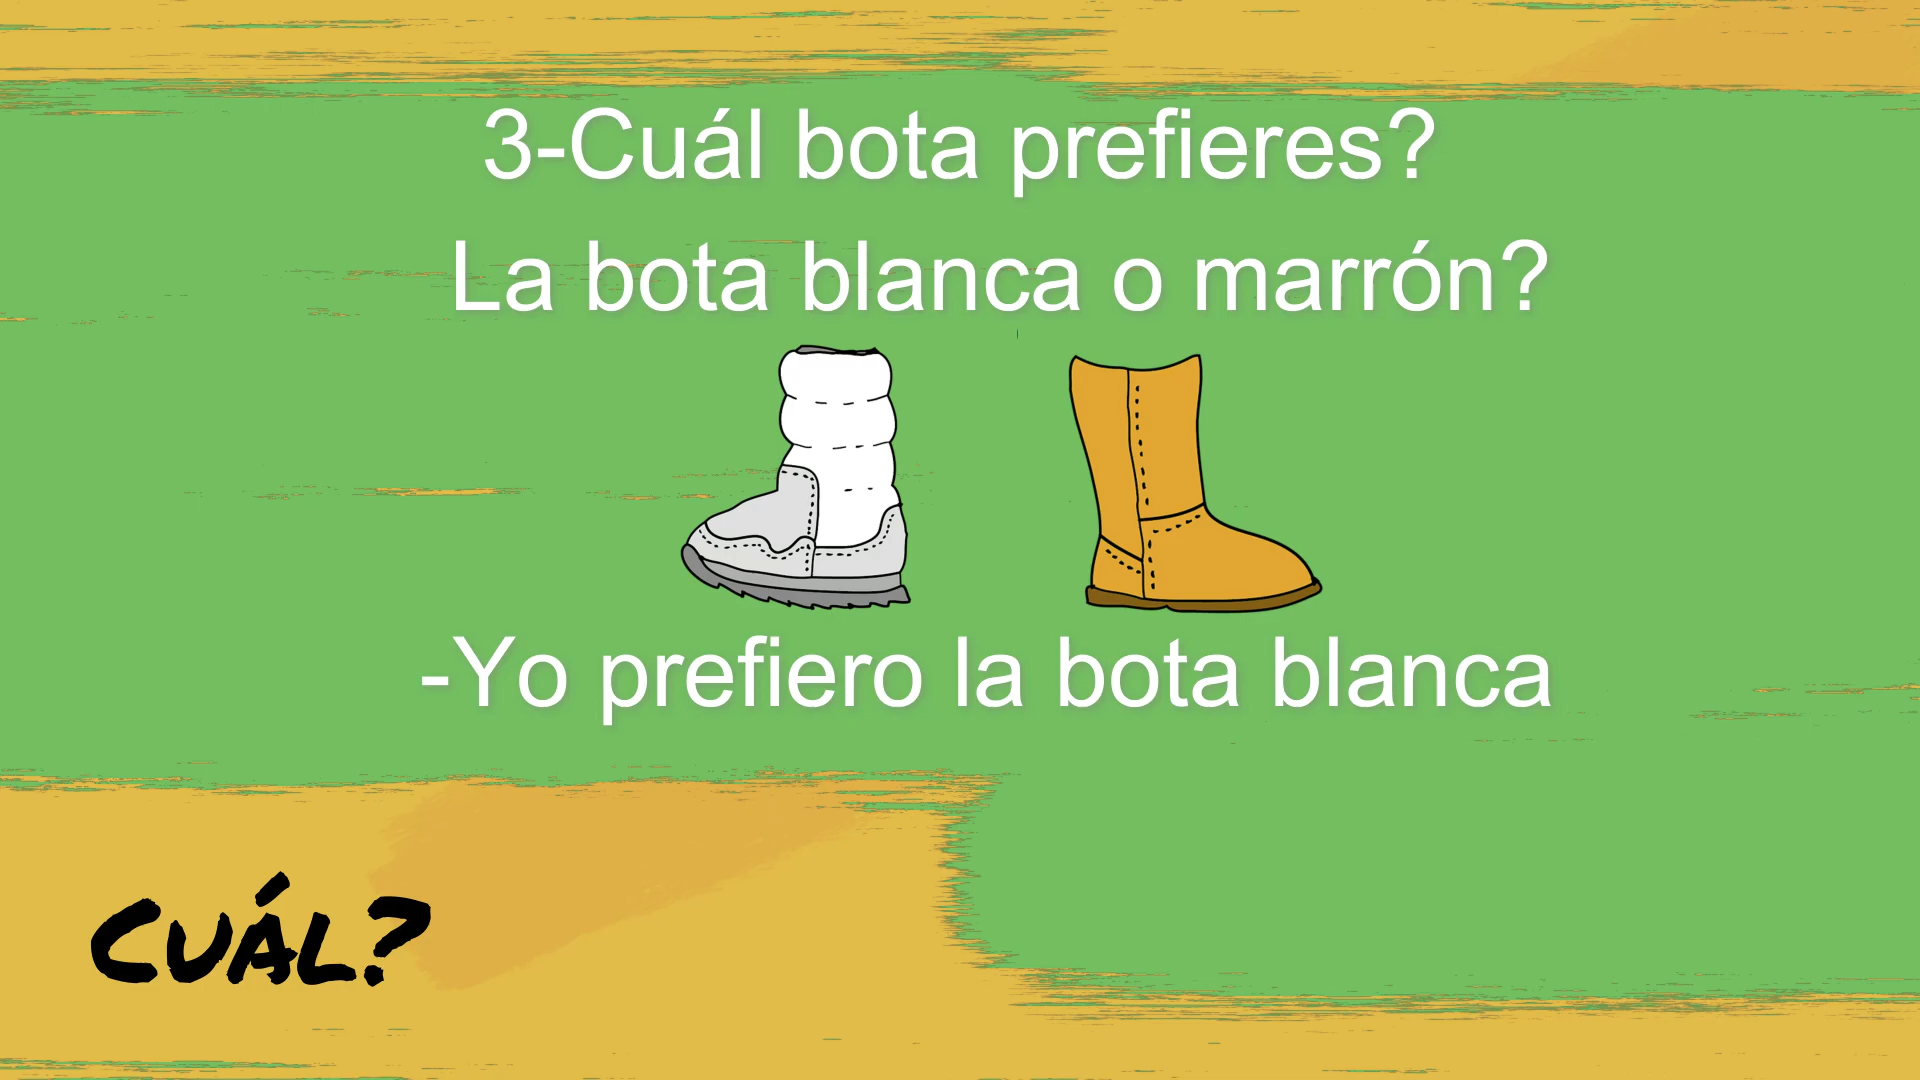 3-Cuál bota prefieres?
La bota blanca o marrón?
-Yo prefiero la bota blanca
CUÁL?